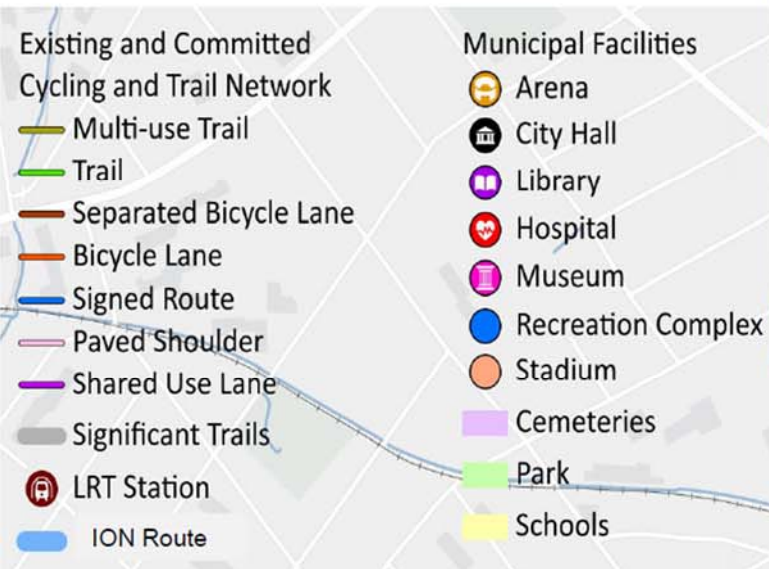 Existing and Committed
Cycling and Trail Network
Multi-use Trail
Trail
Separated Bicycle Lane
Bicycle Lane
Signed Route
Paved Shoulder
Shared Use Lane
Significant Trails
LRT Station
ION Route
Municipal Facilities
Arena
City Hall
Library
Hospital
Museum
Recreation Complex
Stadium
Cemeteries
Park
Schools